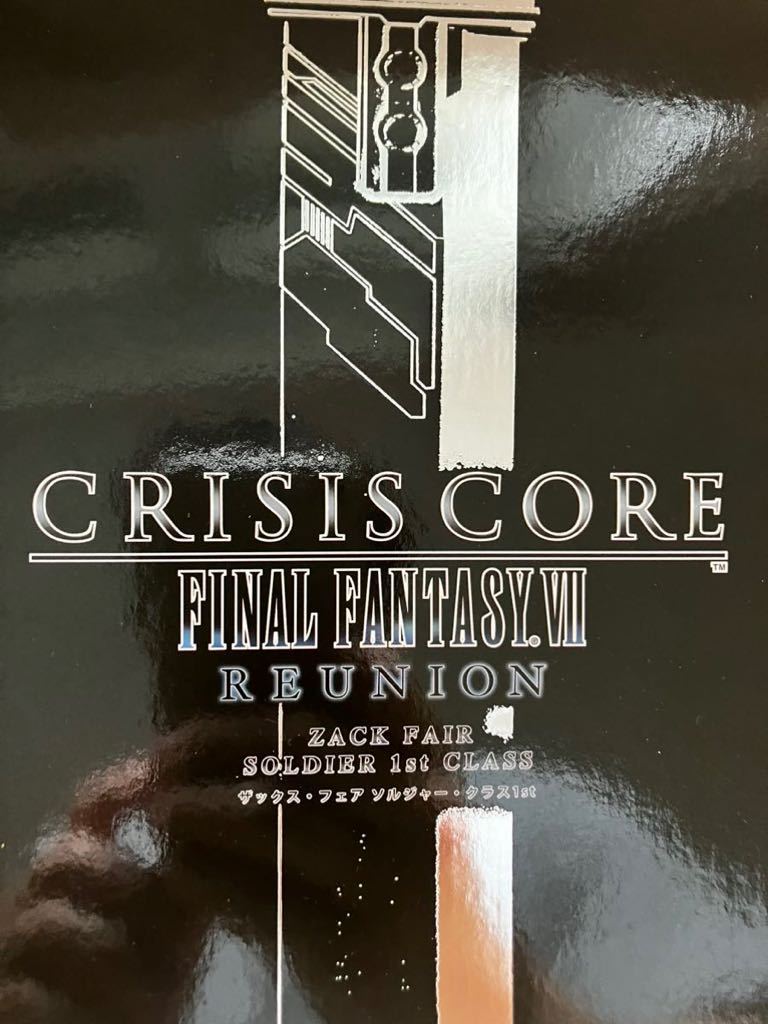 CRISIS CORE
TM
FINAL FANTASY® VII
REUNION
ZACK FAIR
SOLDIER 1st CLASS
ザックス・フェア ソルジャー・クラス1st